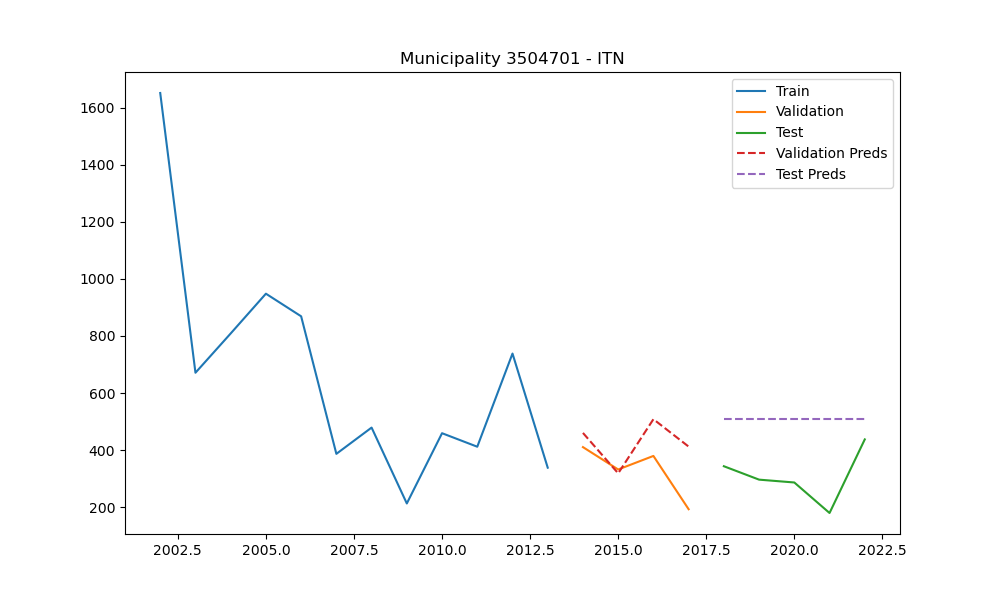 Municipality 3504701 - ITN
Train
Validation
Test
Validation Preds
Test Preds
1600
1400
1200
1000
800
600
400
200
2002.5 2005.0 2007.5 2010.0 2012.5 2015.0 2017.5 2020.0 2022.5